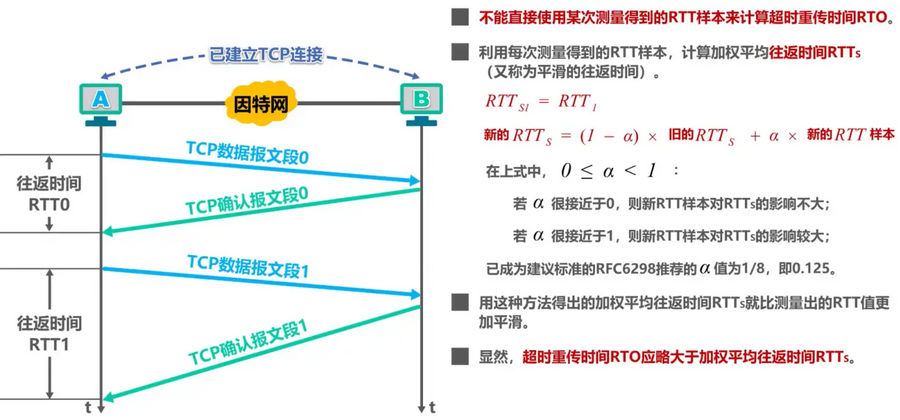 已建立TCP连接
A
因特网
B
TCP数据报文段0
往返时间
RTT0
TCP确认报文段0
TCP数据报文段1
往返时间
RTT1
TCP确认报文段1
t
t
不能直接使用某次测量得到的RTT样本来计算超时重传时间RTO。
利用每次测量得到的RTT样本，计算加权平均往返时间RTTs
（又称为平滑的往返时间）。
RTT_{S1} = RTT_1
新的 RTT_S = (1 − α) × 旧的 RTT_S + α × 新的 RTT 样本
在上式中， 0 ≤ α < 1 ：
若 α 很接近于0，则新RTT样本对RTTs的影响不大；
若 α 很接近于1，则新RTT样本对RTTs的影响较大；
已成为建议标准的RFC6298推荐的 α 值为1/8，即0.125。
用这种方法得出的加权平均往返时间RTTs就比测量出的RTT值更
加平滑。
显然，超时重传时间RTO应略大于加权平均往返时间RTTs。